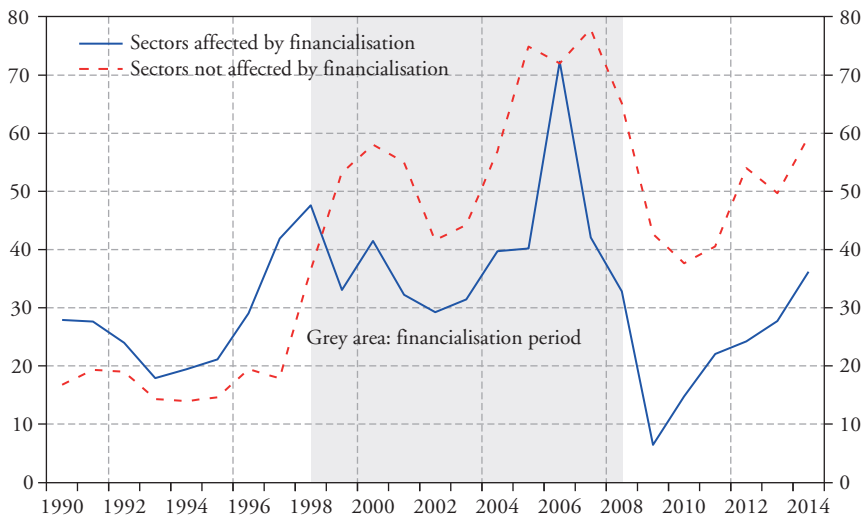 80 80
Sectors affected by financialisation
Sectors not affected by financialisation
70 70
60 60
50 50
40 40
30 30
Grey area: financialisation period
20 20
10 10
0 0
1990 1992 1994 1996 1998 2000 2002 2004 2006 2008 2010 2012 2014